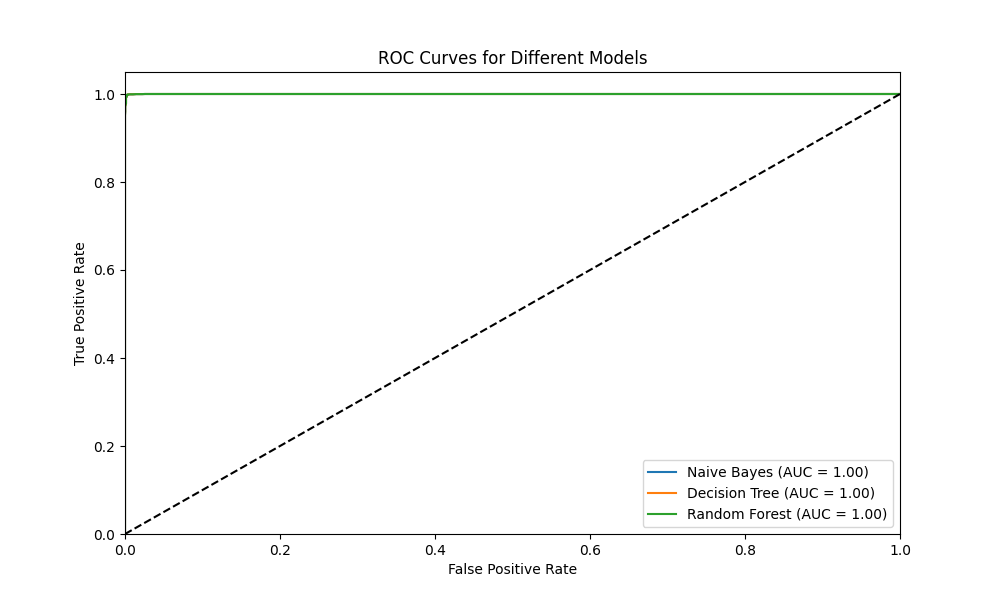 ROC Curves for Different Models
True Positive Rate
1.0
0.8
0.6
0.4
0.2
0.0
Naive Bayes (AUC = 1.00)
Decision Tree (AUC = 1.00)
Random Forest (AUC = 1.00)
0.0 0.2 0.4 0.6 0.8 1.0
False Positive Rate